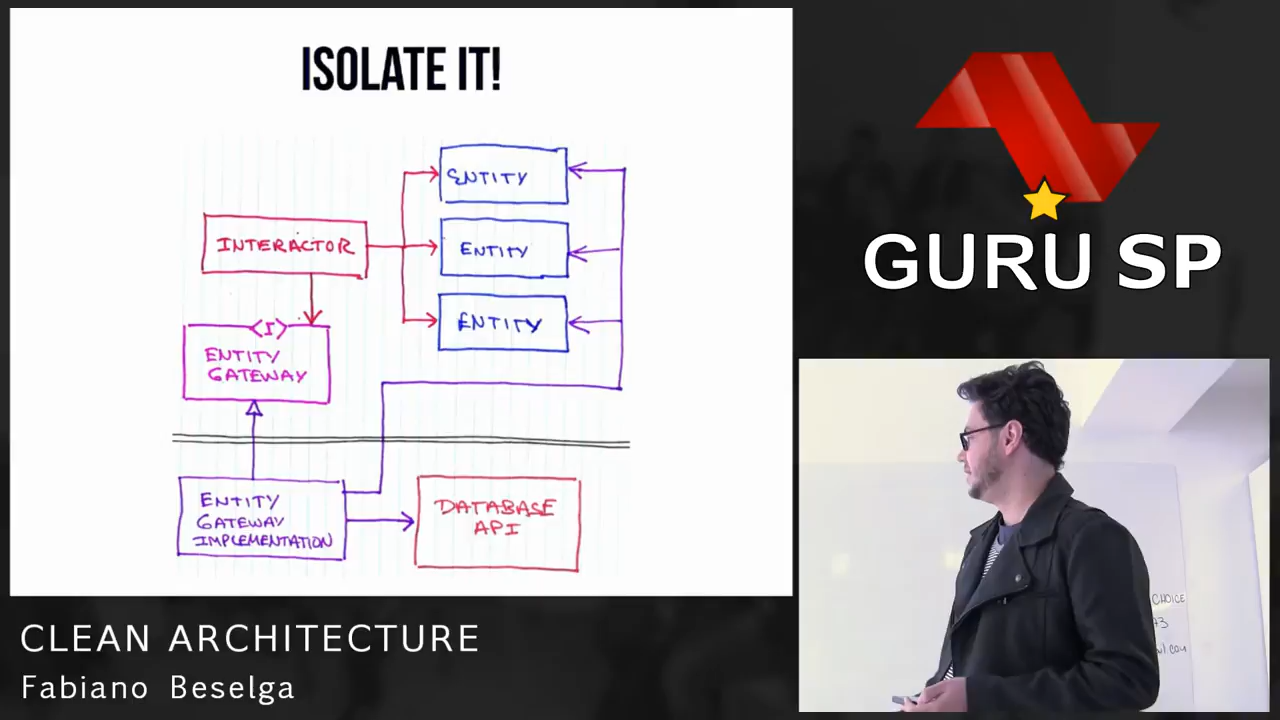 ISOLATE IT!
ENTITY
INTERACTOR
ENTITY
ENTITY
<I>
ENTITY
GATEWAY
ENTITY
GATEWAY
IMPLEMENTATION
DATABASE
API
GURU SP
CHOICE
CLEAN ARCHITECTURE
Fabiano Beselga